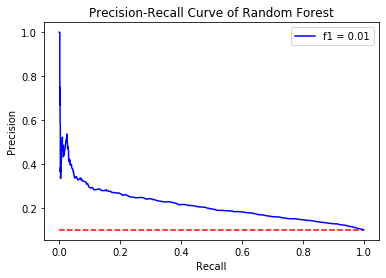 Precision-Recall Curve of Random Forest
f1 = 0.01
1.0
0.8
0.6
0.4
0.2
Precision
0.0 0.2 0.4 0.6 0.8 1.0
Recall